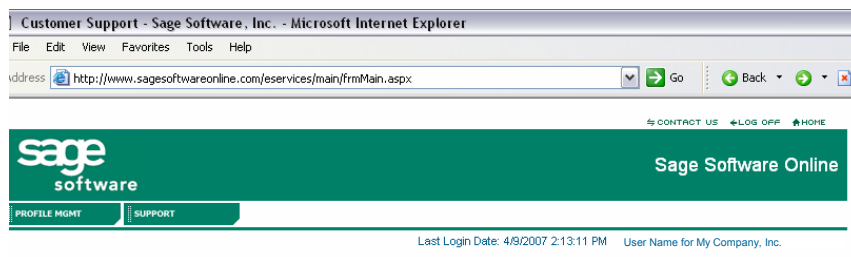 Customer Support - Sage Software, Inc. - Microsoft Internet Explorer
File Edit View Favorites Tools Help
Address http://www.sagesoftwareonline.com/eservices/main/frmMain.aspx Go Back
CONTACT US LOG OFF HOME
sage
software
Sage Software Online
PROFILE MGMT SUPPORT
Last Login Date: 4/9/2007 2:13:11 PM User Name for My Company, Inc.